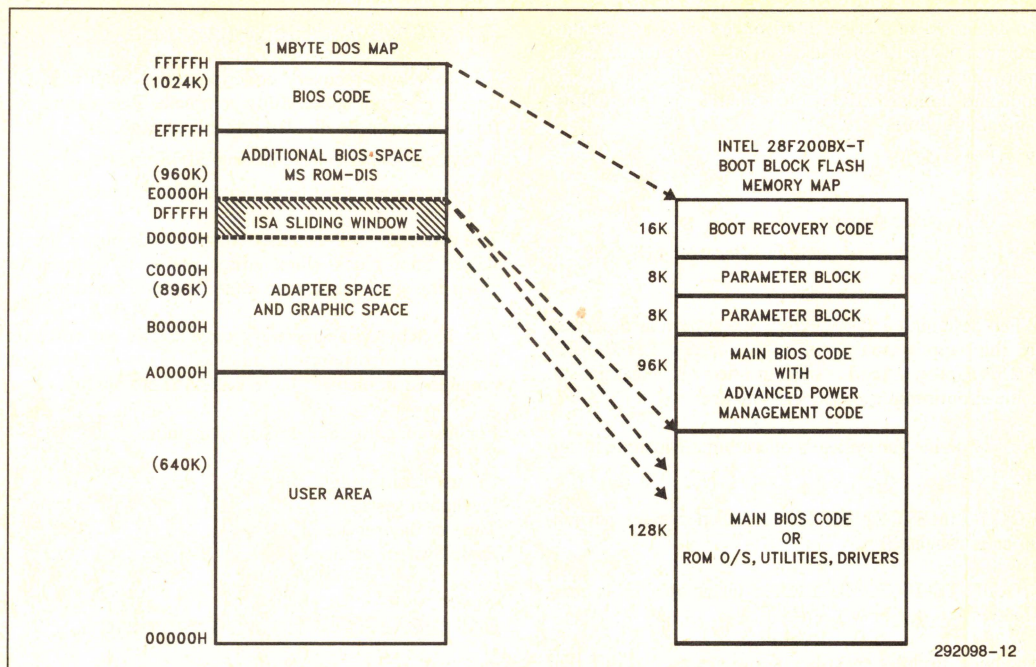 1 MBYTE DOS MAP
FFFFFH
(1024K)
BIOS CODE
EFFFFH
ADDITIONAL BIOS SPACE
MS ROM-DIS
(960K)
E0000H
DFFFFH
ISA SLIDING WINDOW
D0000H
C0000H
(896K)
ADAPTER SPACE
AND GRAPHIC SPACE
B0000H
A0000H
(640K)
USER AREA
00000H
INTEL 28F200BX-T
BOOT BLOCK FLASH
MEMORY MAP
16K
BOOT RECOVERY CODE
8K
PARAMETER BLOCK
8K
PARAMETER BLOCK
96K
MAIN BIOS CODE
WITH
ADVANCED POWER
MANAGEMENT CODE
128K
MAIN BIOS CODE
OR
ROM O/S, UTILITIES, DRIVERS
292098-12